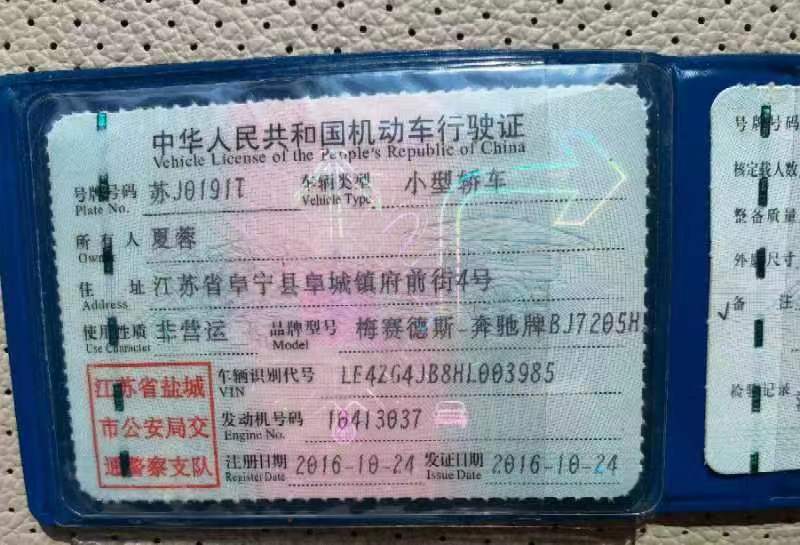 中华人民共和国机动车行驶证
Vehicle License of the People's Republic of China
号牌号码 苏J0191T 车辆类型 小型轿车
Plate No. Vehicle Type
所有人 夏蓉
Owner
住址 江苏省阜宁县阜城镇府前街4号
Address
使用性质 非营运 品牌型号 梅赛德斯-奔驰牌BJ7205H
Use Character Model
江苏省盐城
市公安局交
通警察支队
车辆识别代号 LE4ZG4JB8HL003985
VIN
发动机号码 10413037
Engine No.
注册日期 2016-10-24 发证日期 2016-10-24
Register Date Issue Date
号牌号码
核定载人数
整备质量
外廓尺寸
备注
检验记录